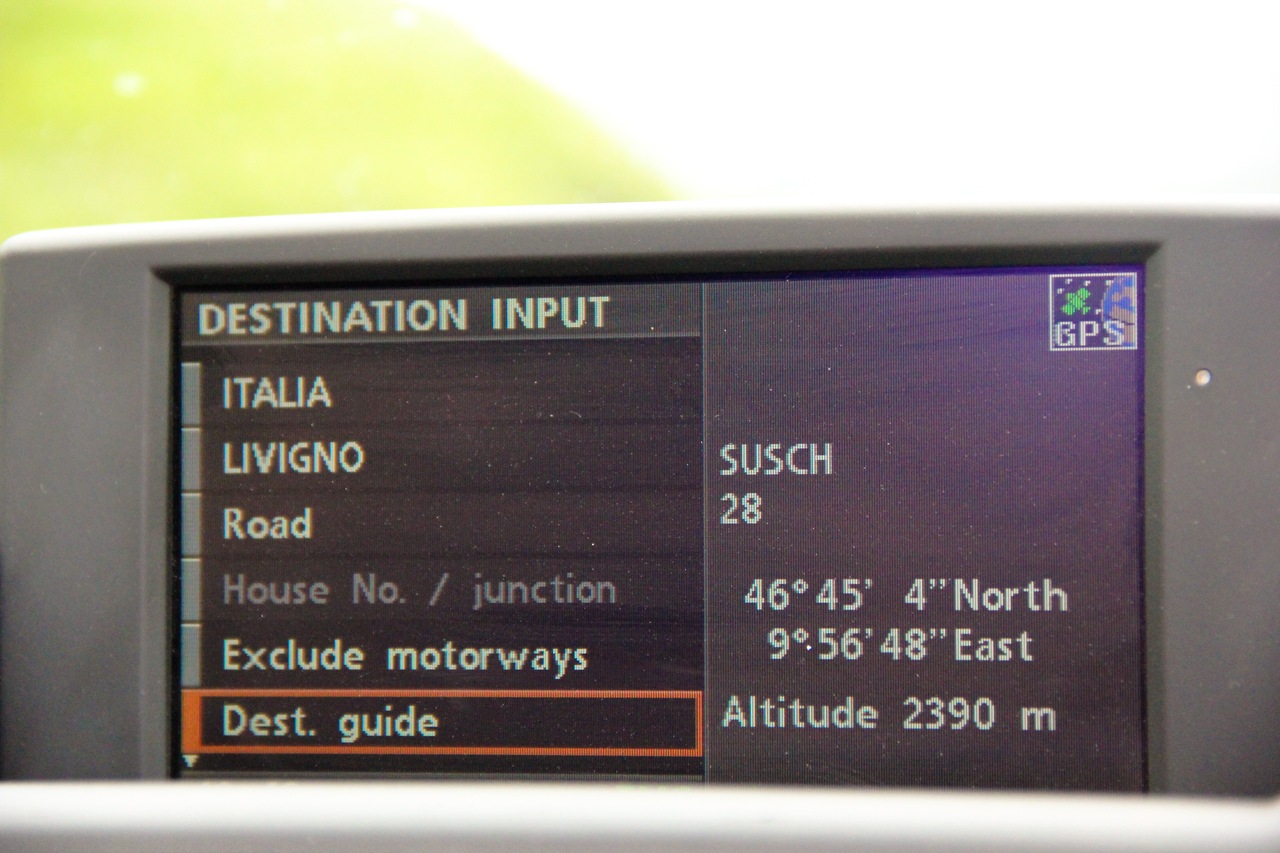 DESTINATION INPUT
GPS
ITALIA
LIVIGNO
Road
House No. / junction
Exclude motorways
Dest. guide
SUSCH
28
46°45' 4”North
9°56'48”East
Altitude 2390 m